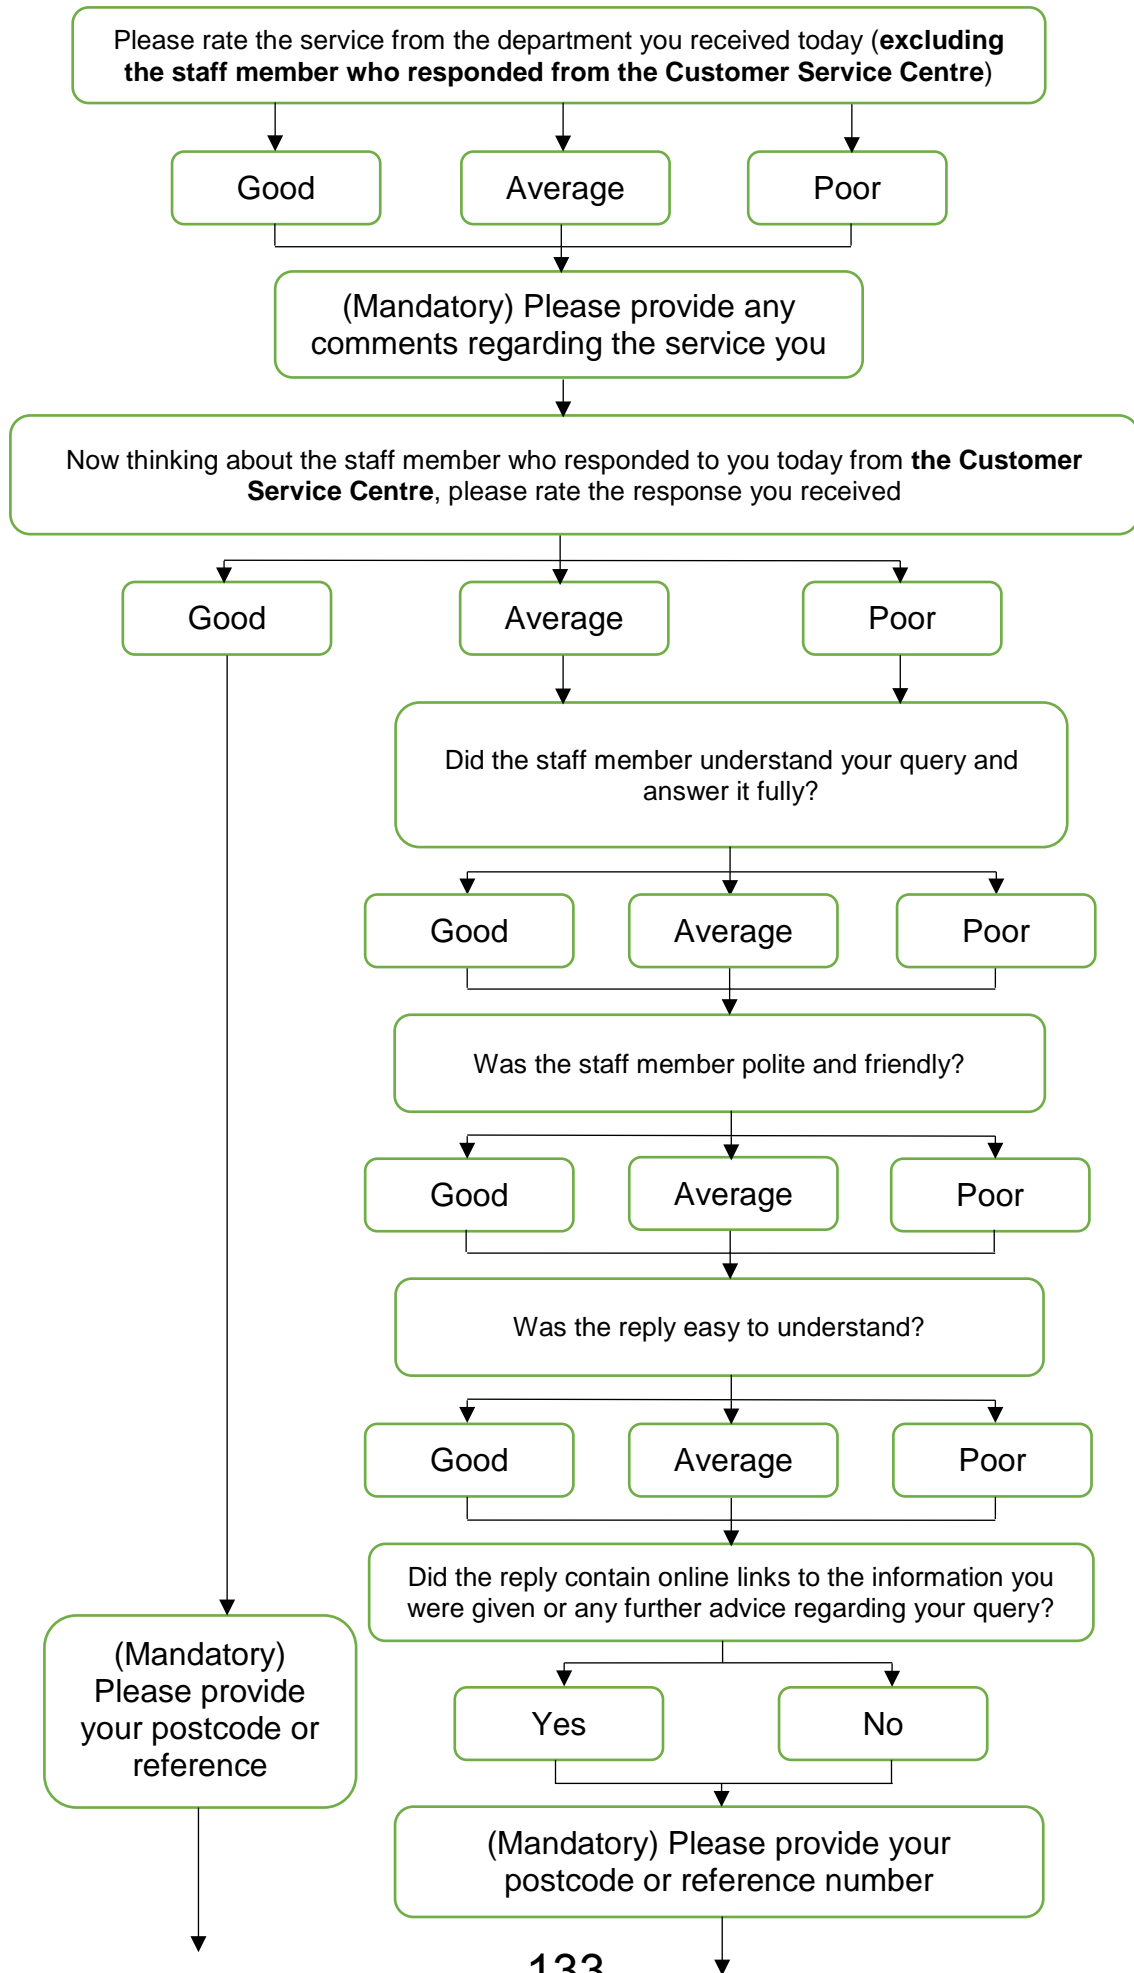 Please rate the service from the department you received today (excluding
the staff member who responded from the Customer Service Centre)
Good
Average
Poor
(Mandatory) Please provide any
comments regarding the service you
Now thinking about the staff member who responded to you today from the Customer
Service Centre, please rate the response you received
Good
Average
Poor
Did the staff member understand your query and
answer it fully?
Good
Average
Poor
Was the staff member polite and friendly?
Good
Average
Poor
Was the reply easy to understand?
Good
Average
Poor
Did the reply contain online links to the information you
were given or any further advice regarding your query?
(Mandatory)
Please provide
your postcode or
reference
Yes
No
(Mandatory) Please provide your
postcode or reference number
133